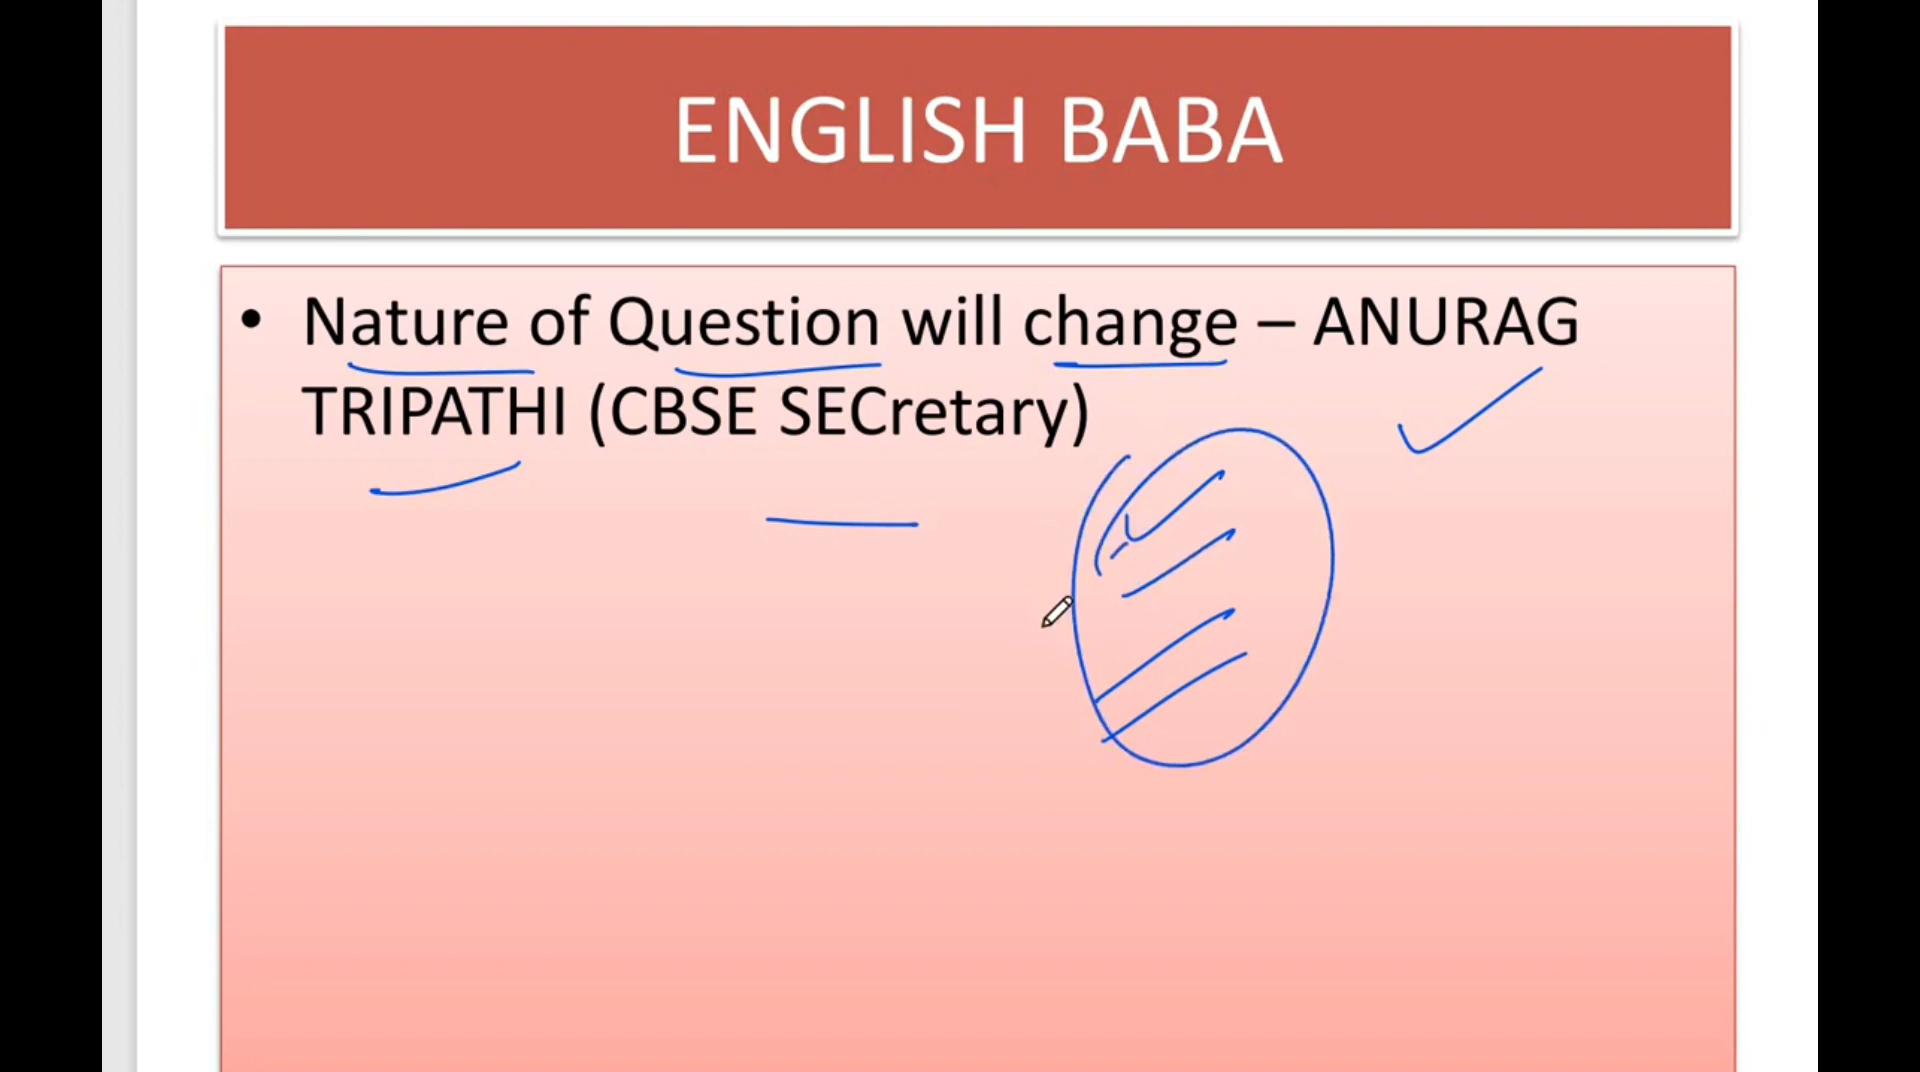 ENGLISH BABA
• Nature of Question will change – ANURAG
TRIPATHI (CBSE SECretary)